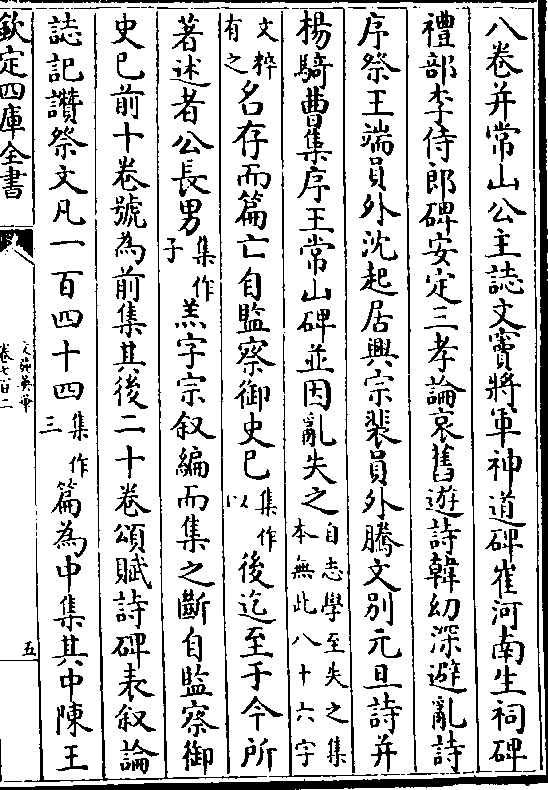 八卷并常山公主誌文竇將軍神道碑崔河南生祠碑
禮部李侍郎碑安定三孝論哀舊遊詩韓幼深避亂詩
序祭王端員外沈起居興宗裴員外騰文別元旦詩并
楊騎曹集序王常山碑並因亂失之自志學至失之集本無此八十六字
文粹有之名存而篇亡自監察御史已集作以後迄至于今所
著述者公長男集作子羔字宗叙編而集之斷自監察御
史已前十卷號為前集其後二十卷頌賦詩碑表叙論
誌記讚祭文凡一百四十四集作三篇為中集其中陳王
欽定四庫全書
文苑英華
卷七百二
五